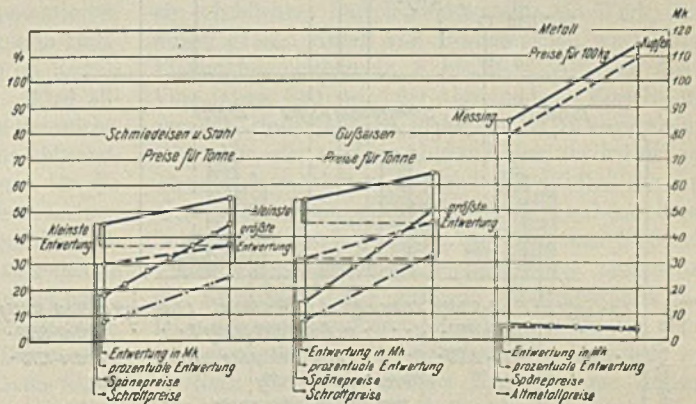 Metall
Mk
Preise für 100 kg
Kupfer
Messing
Schmiedeisen u Stahl
Preise für Tonne
Gußeisen
Preise für Tonne
kleinste
Entwertung
größte
Entwertung
kleinste
größte
Entwertung
%
100
90
80
70
60
50
40
30
20
10
0
120
110
100
90
80
70
60
50
40
30
20
10
0
Entwertung in Mk
prozentuale Entwertung
Spänepreise
Schrottpreise
Entwertung in Mk
prozentuale Entwertung
Spänepreise
Schrottpreise
Entwertung in Mk
prozentuale Entwertung
Spänepreise
Altmetallpreise